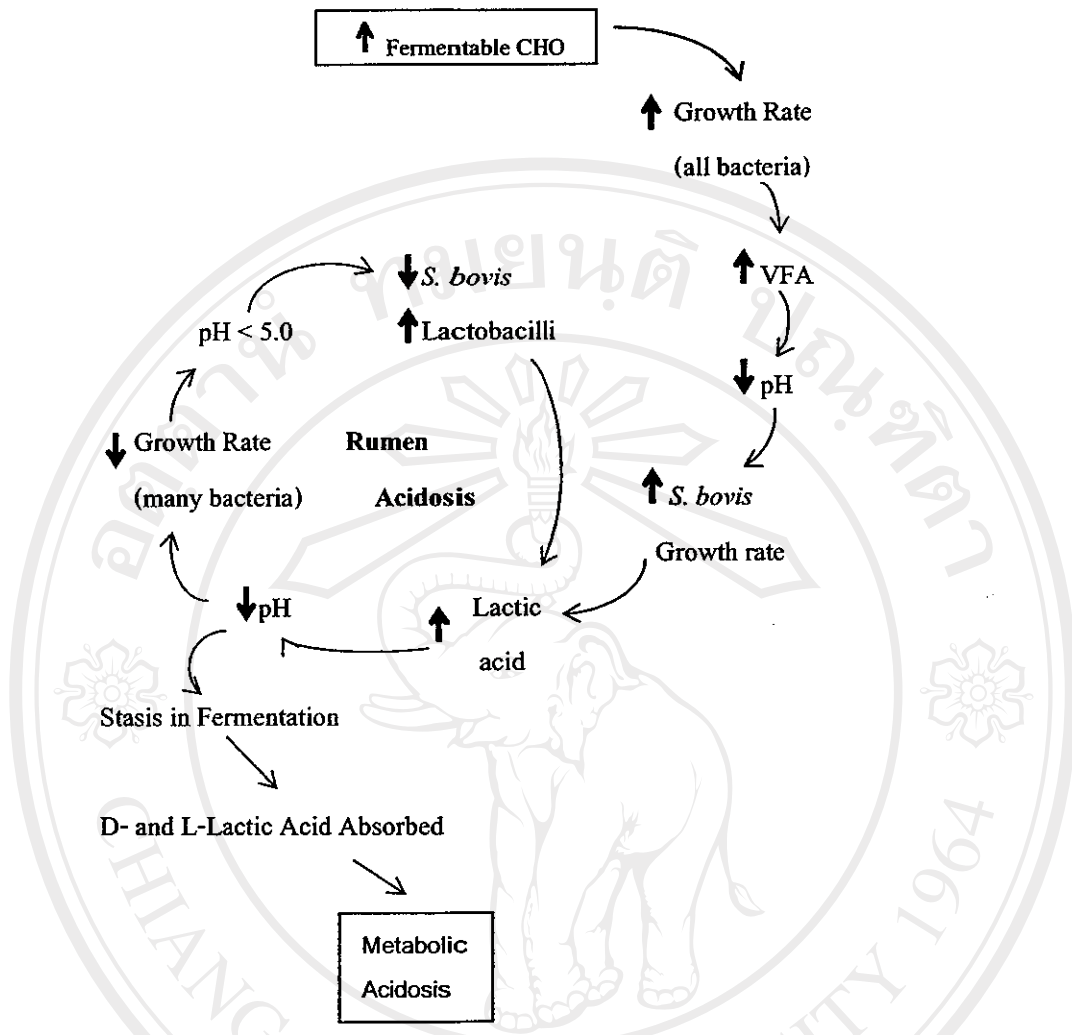 ↑ Fermentable CHO
↑ Growth Rate
(all bacteria)
↑ VFA
↓ pH
↑ S. bovis
Growth rate
↑ Lactic
acid
↓ pH
↓ Growth Rate
(many bacteria)
pH < 5.0
↓ S. bovis
↑ Lactobacilli
Rumen
Acidosis
Stasis in Fermentation
D- and L-Lactic Acid Absorbed
Metabolic
Acidosis
1964